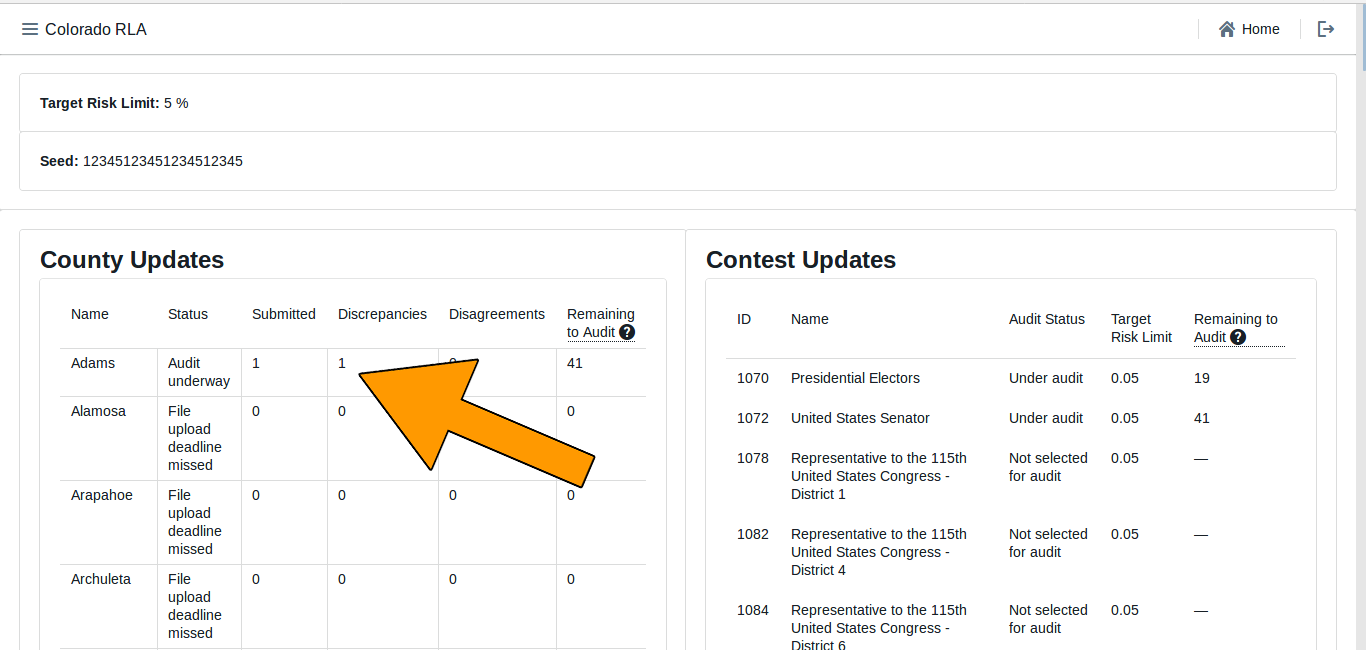 Colorado RLA
Home
Target Risk Limit: 5 %
Seed: 12345123451234512345
County Updates
Name Status Submitted Discrepancies Disagreements Remaining to Audit ?
Adams Audit underway 1 1 41
Alamosa File upload deadline missed 0 0 0
Arapahoe File upload deadline missed 0 0 0 0
Archuleta File upload deadline missed 0 0 0 0
Contest Updates
ID Name Audit Status Target Risk Limit Remaining to Audit ?
1070 Presidential Electors Under audit 0.05 19
1072 United States Senator Under audit 0.05 41
1078 Representative to the 115th United States Congress - District 1 Not selected for audit 0.05 —
1082 Representative to the 115th United States Congress - District 4 Not selected for audit 0.05 —
1084 Representative to the 115th United States Congress - District 6 Not selected for audit 0.05 —